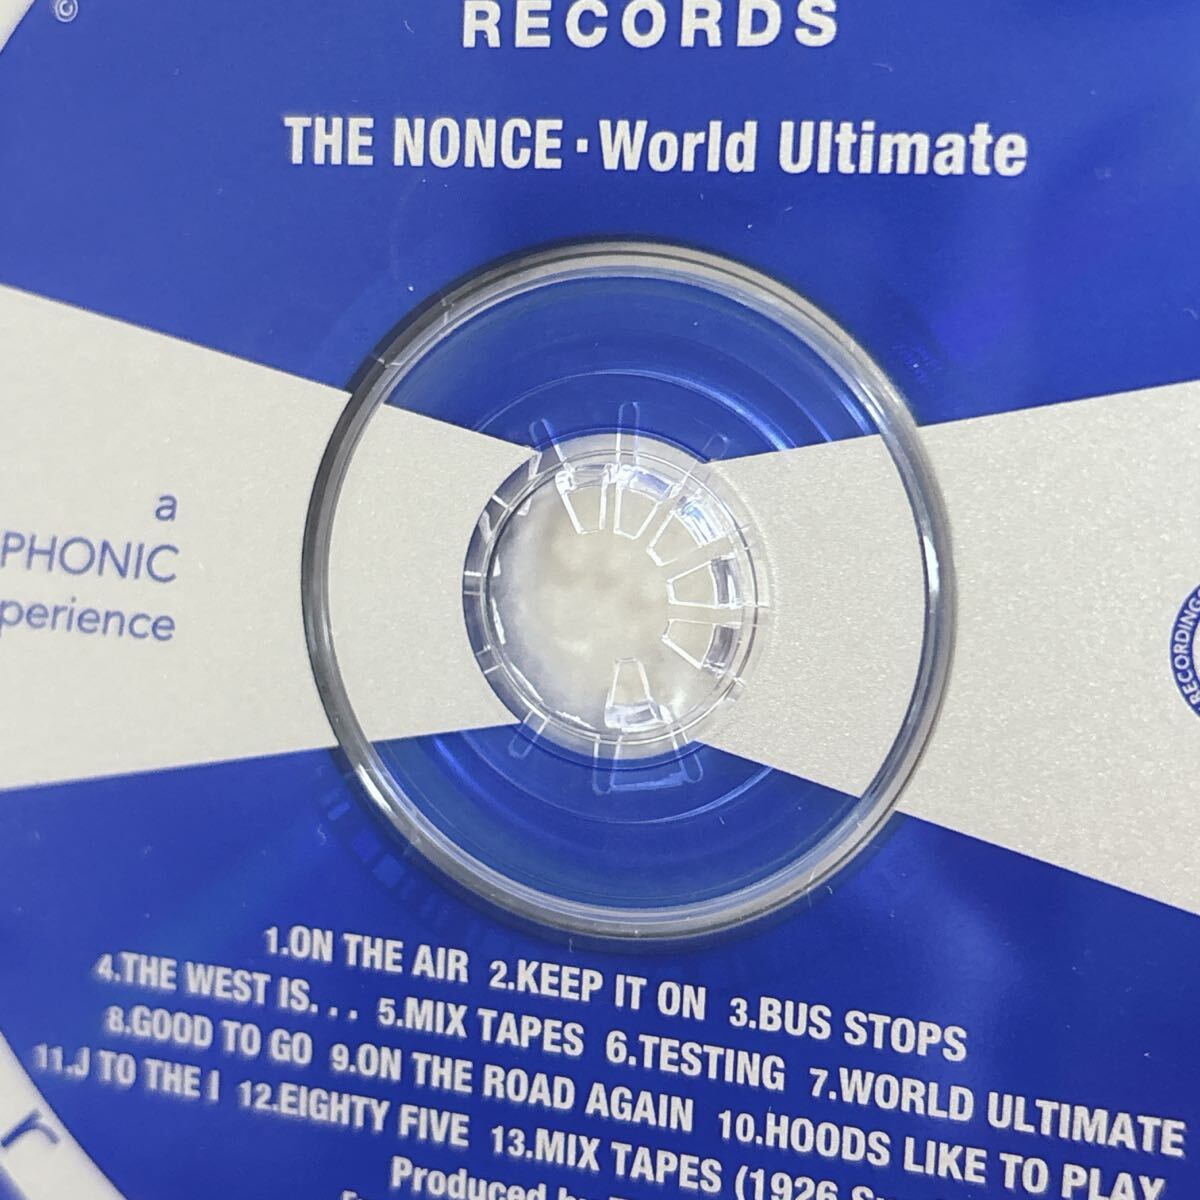 ©
RECORDS
THE NONCE · World Ultimate
a
PHONIC
perience
RECORDINGS
1.ON THE AIR 2.KEEP IT ON 3.BUS STOPS
4.THE WEST IS. . . 5.MIX TAPES 6.TESTING 7.WORLD ULTIMATE
8.GOOD TO GO 9.ON THE ROAD AGAIN 10.HOODS LIKE TO PLAY
11.J TO THE I 12.EIGHTY FIVE 13.MIX TAPES (1926
Produced
r